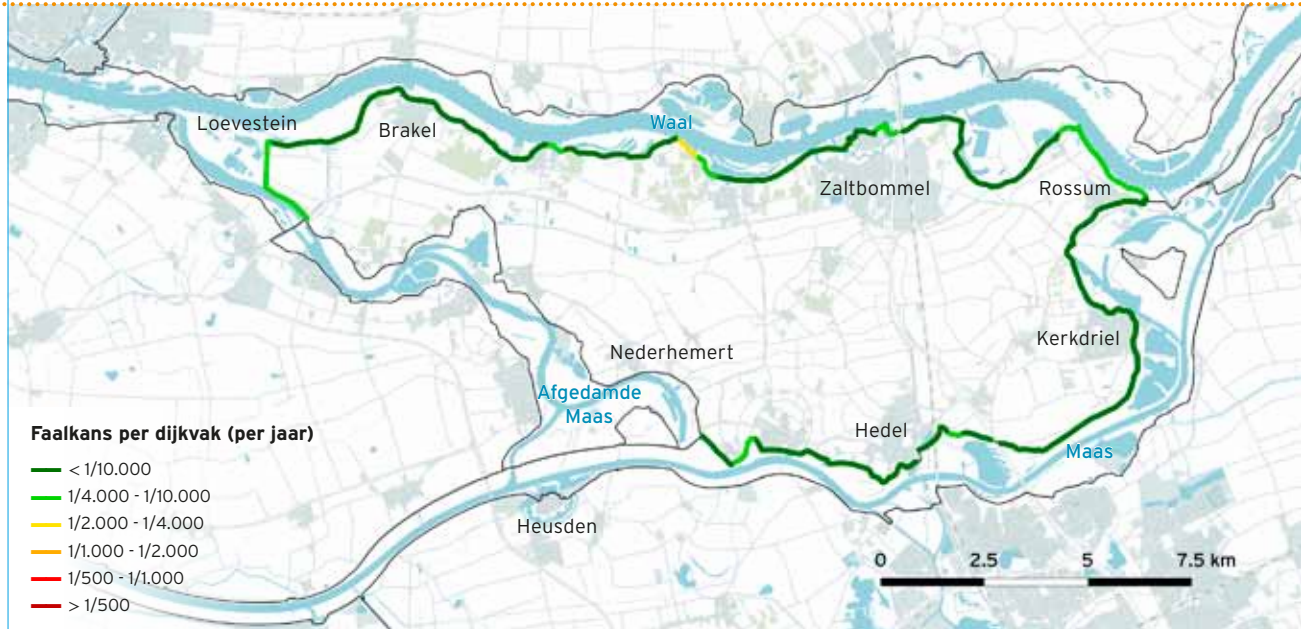 Loevestein
Brakel
Waal
Zaltbommel
Rossum
Kerkdriel
Nederhemert
Afgedamde
Maas
Hedel
Maas
Heusden
Faalkans per dijkvak (per jaar)
< 1/10.000
1/4.000 - 1/10.000
1/2.000 - 1/4.000
1/1.000 - 1/2.000
1/500 - 1/1.000
> 1/500
0 2.5 5 7.5 km